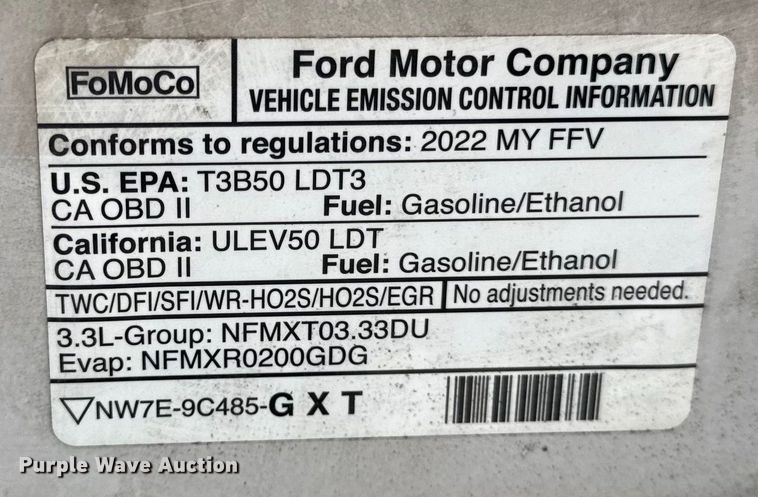 FoMoCo
Ford Motor Company
VEHICLE EMISSION CONTROL INFORMATION
Conforms to regulations: 2022 MY FFV
U.S. EPA: T3B50 LDT3
CA OBD II Fuel: Gasoline/Ethanol
California: ULEV50 LDT
CA OBD II Fuel: Gasoline/Ethanol
TWC/DFI/SFI/WR-HO2S/HO2S/EGR No adjustments needed.
3.3L-Group: NFMXT03.33DU
Evap: NFMXR0200GDG
▽NW7E-9C485-G X T
Purple Wave Auction